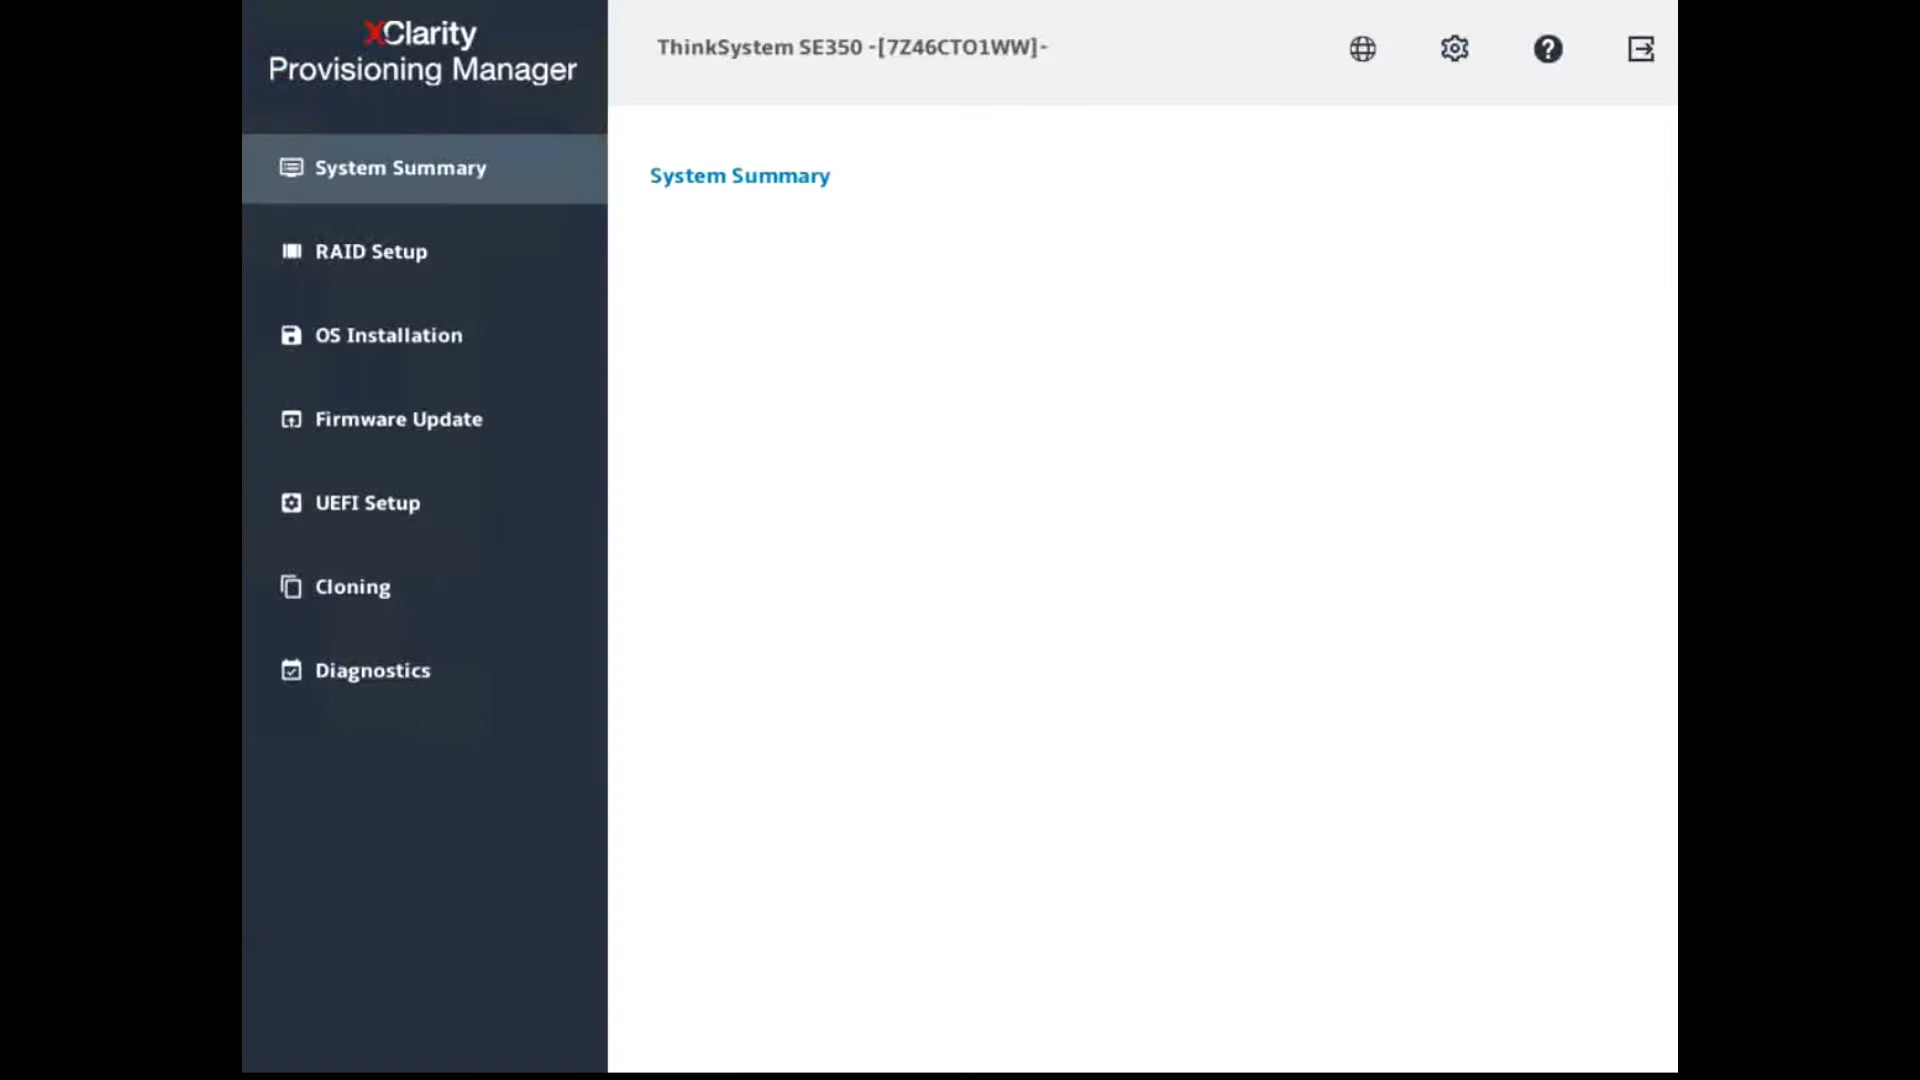 XClarity
Provisioning Manager
ThinkSystem SE350 -[7Z46CTO1WW]-
System Summary
RAID Setup
OS Installation
Firmware Update
UEFI Setup
Cloning
Diagnostics
System Summary